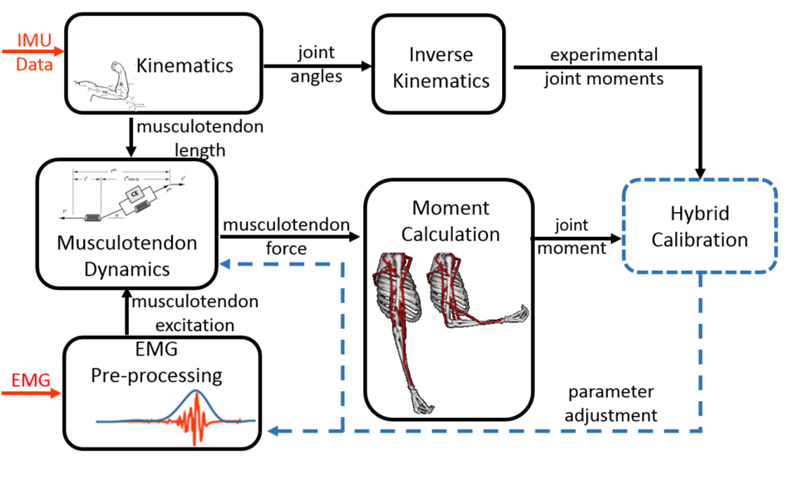 IMU
Data
Kinematics
joint
angles
Inverse
Kinematics
experimental
joint moments
musculotendon
length
CE
Musculotendon
Dynamics
musculotendon
force
Moment
Calculation
joint
moment
Hybrid
Calibration
musculotendon
excitation
EMG
EMG
Pre-processing
parameter
adjustment